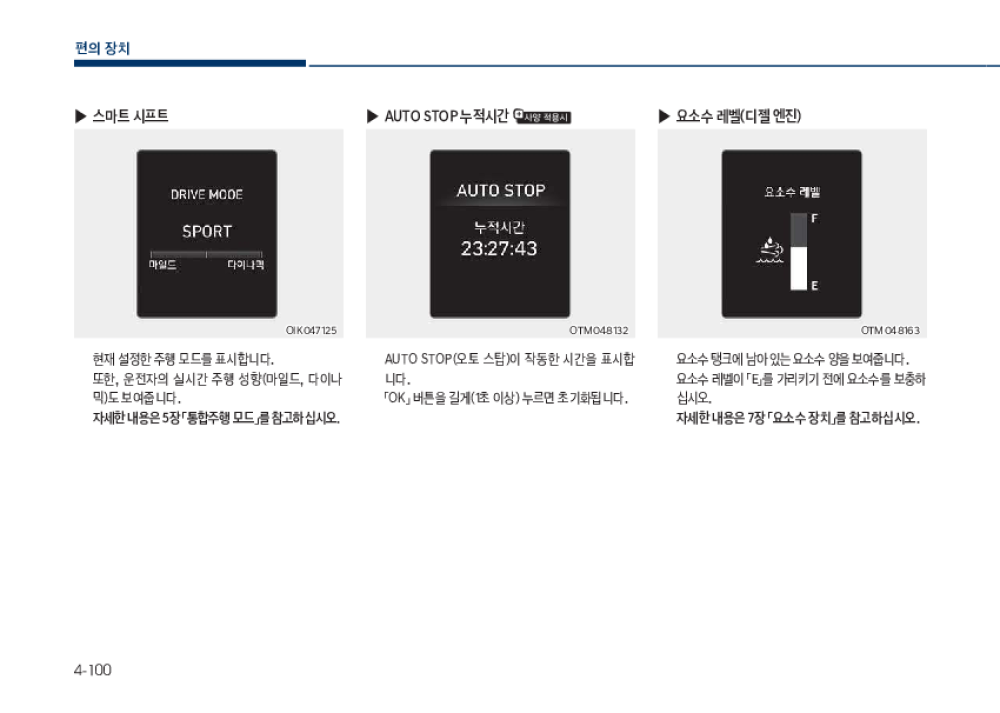 편의 장치
▶ 스마트 시프트
DRIVE MODE
SPORT
마일드 다이나믹
OIK047125
현재 설정한 주행 모드를 표시합니다.
또한, 운전자의 실시간 주행 성향(마일드, 다이나
믹)도 보여줍니다.
자세한 내용은 5장 「통합주행 모드」를 참고하십시오.
▶ AUTO STOP 누적시간 사양 적용시
AUTO STOP
누적시간
23:27:43
OTM048132
AUTO STOP(오토 스탑)이 작동한 시간을 표시합
니다.
「OK」 버튼을 길게(1초 이상) 누르면 초기화됩니다.
▶ 요소수 레벨(디젤 엔진)
요소수 레벨
F
E
OTM048163
요소수 탱크에 남아 있는 요소수 양을 보여줍니다.
요소수 레벨이 「E」를 가리키기 전에 요소수를 보충하
십시오.
자세한 내용은 7장 「요소수 장치」를 참고하십시오.
4-100